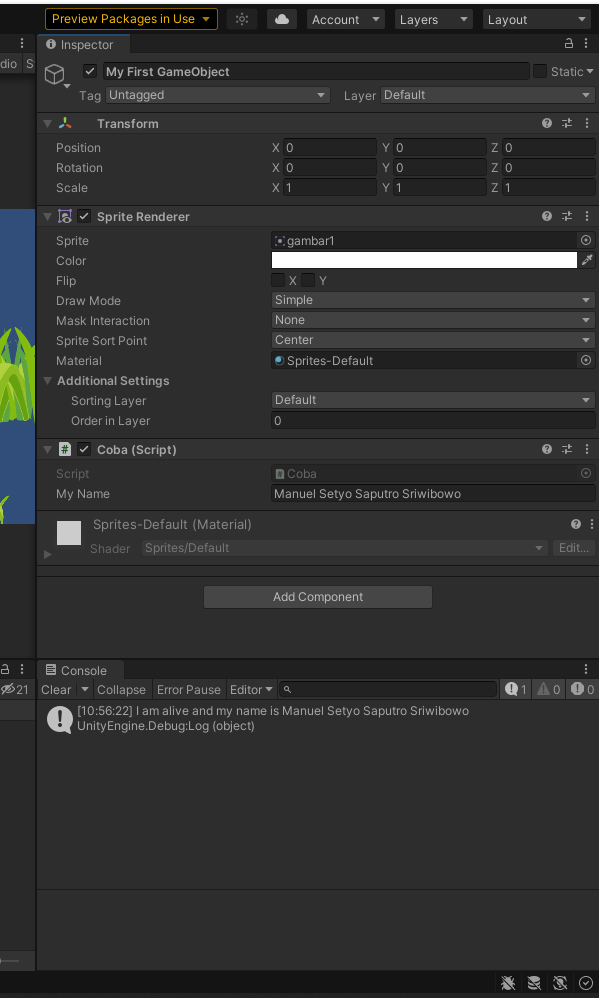 Preview Packages in Use
Account
Layers
Layout
Inspector
dio
S
My First GameObject
Static
Tag Untagged
Layer Default
Transform
Position X 0 Y 0 Z 0
Rotation X 0 Y 0 Z 0
Scale X 1 Y 1 Z 1
Sprite Renderer
Sprite gambar1
Color
Flip X Y
Draw Mode Simple
Mask Interaction None
Sprite Sort Point Center
Material Sprites-Default
Additional Settings
Sorting Layer Default
Order in Layer 0
# Coba (Script)
Script Coba
My Name Manuel Setyo Saputro Sriwibowo
Sprites-Default (Material)
Shader Sprites/Default Edit...
Add Component
Console
21
Clear Collapse Error Pause Editor 1 0 0
[10:56:22] I am alive and my name is Manuel Setyo Saputro Sriwibowo
UnityEngine.Debug:Log (object)